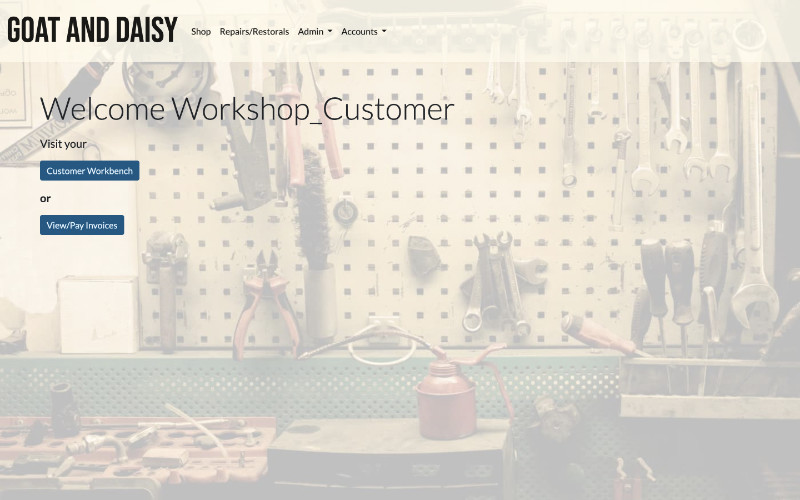 GOAT AND DAISY Shop Repairs/Restorals Admin Accounts
Welcome Workshop_Customer
Visit your
Customer Workbench
or
View/Pay Invoices